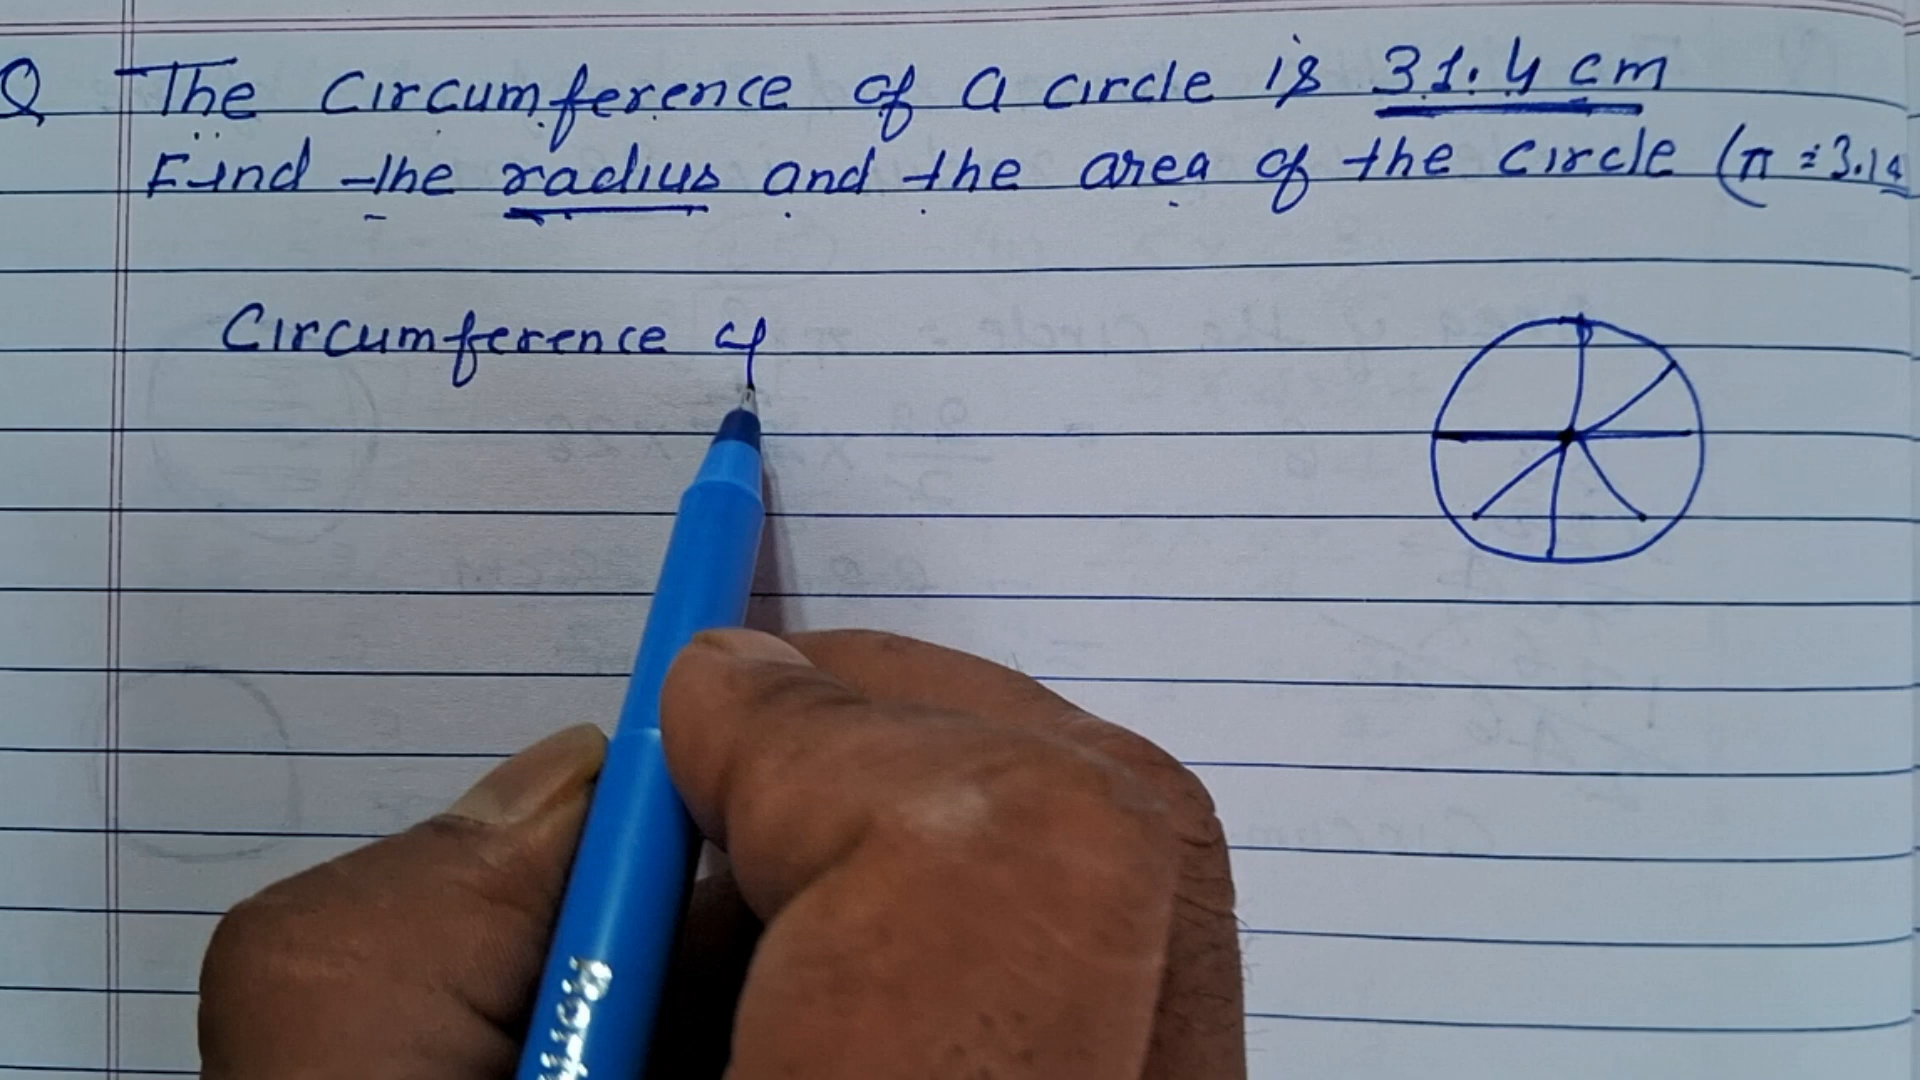 Q The Circumference of a circle is 31.4 cm
Find the radius and the area of the circle (π = 3.14
Circumference of